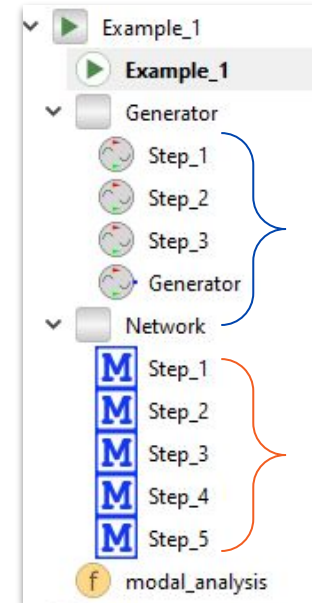 Example_1
Example_1
Generator
Step_1
Step_2
Step_3
Generator
Network
M Step_1
M Step_2
M Step_3
M Step_4
M Step_5
f modal_analysis